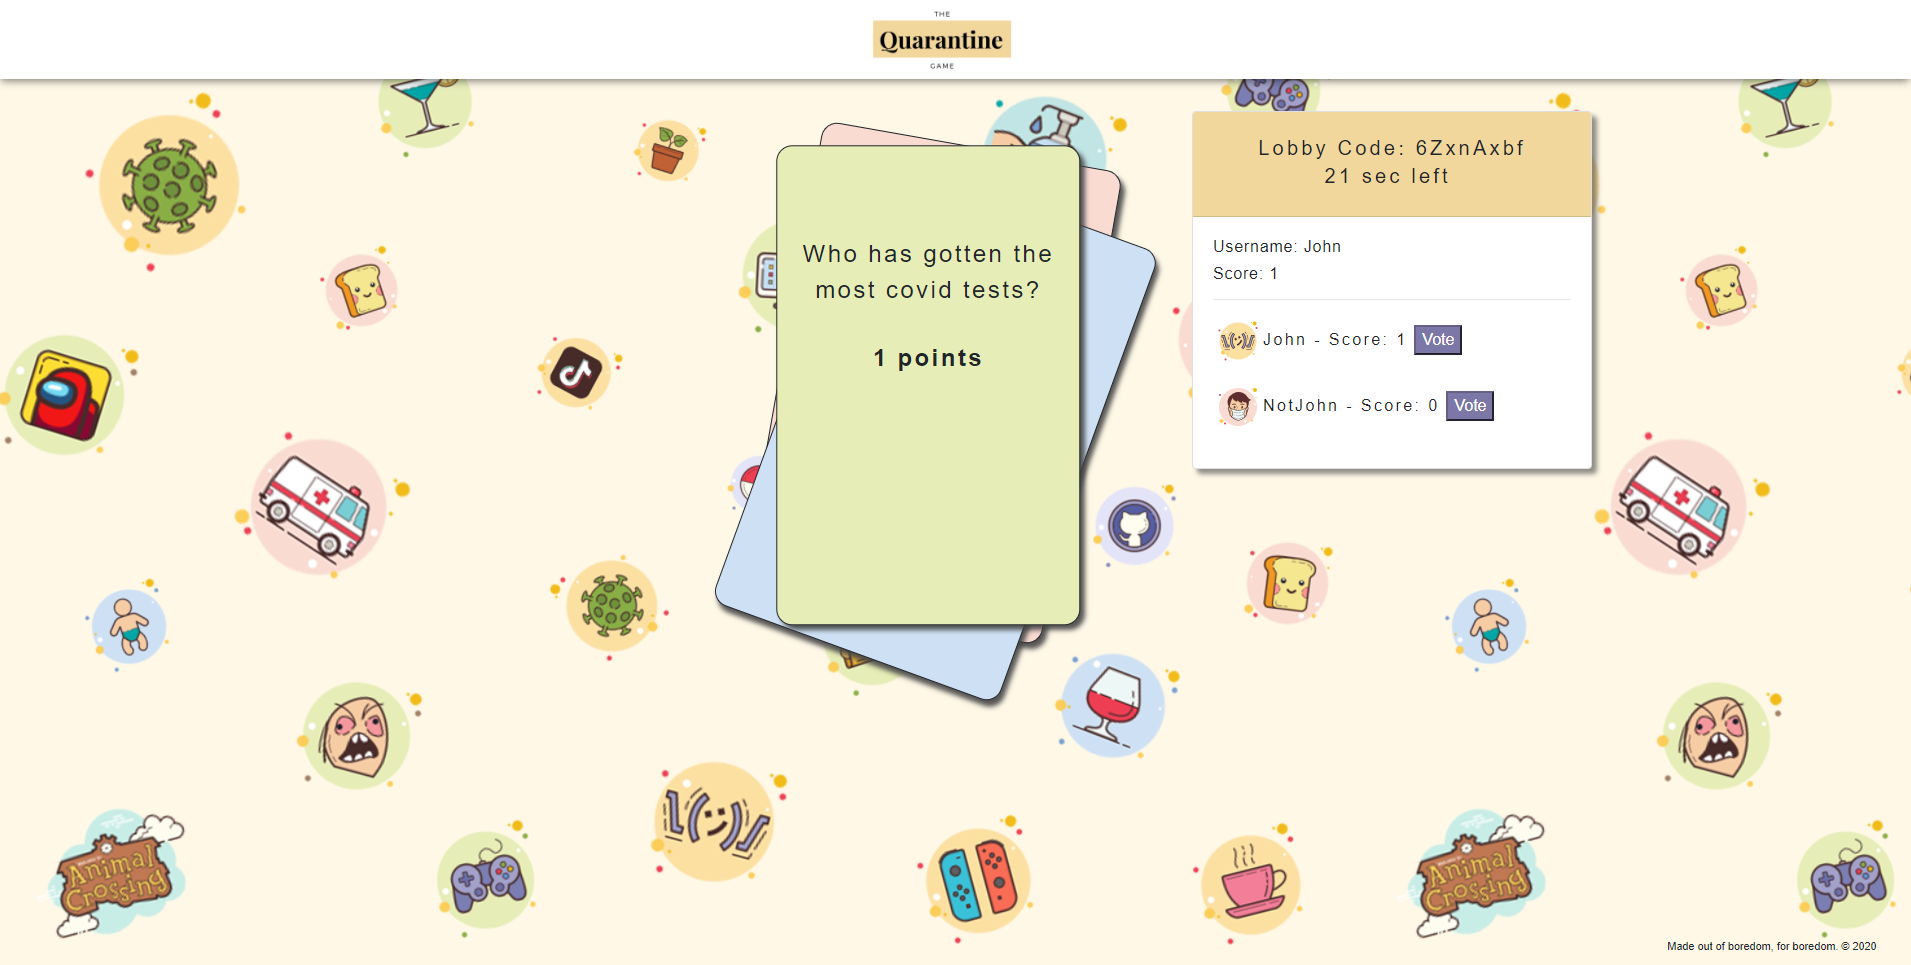 THE
Quarantine
GAME
Who has gotten the
most covid tests?
1 points
Lobby Code: 6ZxnAxbf
21 sec left
Username: John
Score: 1
John - Score: 1 Vote
NotJohn - Score: 0 Vote
Animal
Crossing
Animal
Crossing
Made out of boredom, for boredom. © 2020